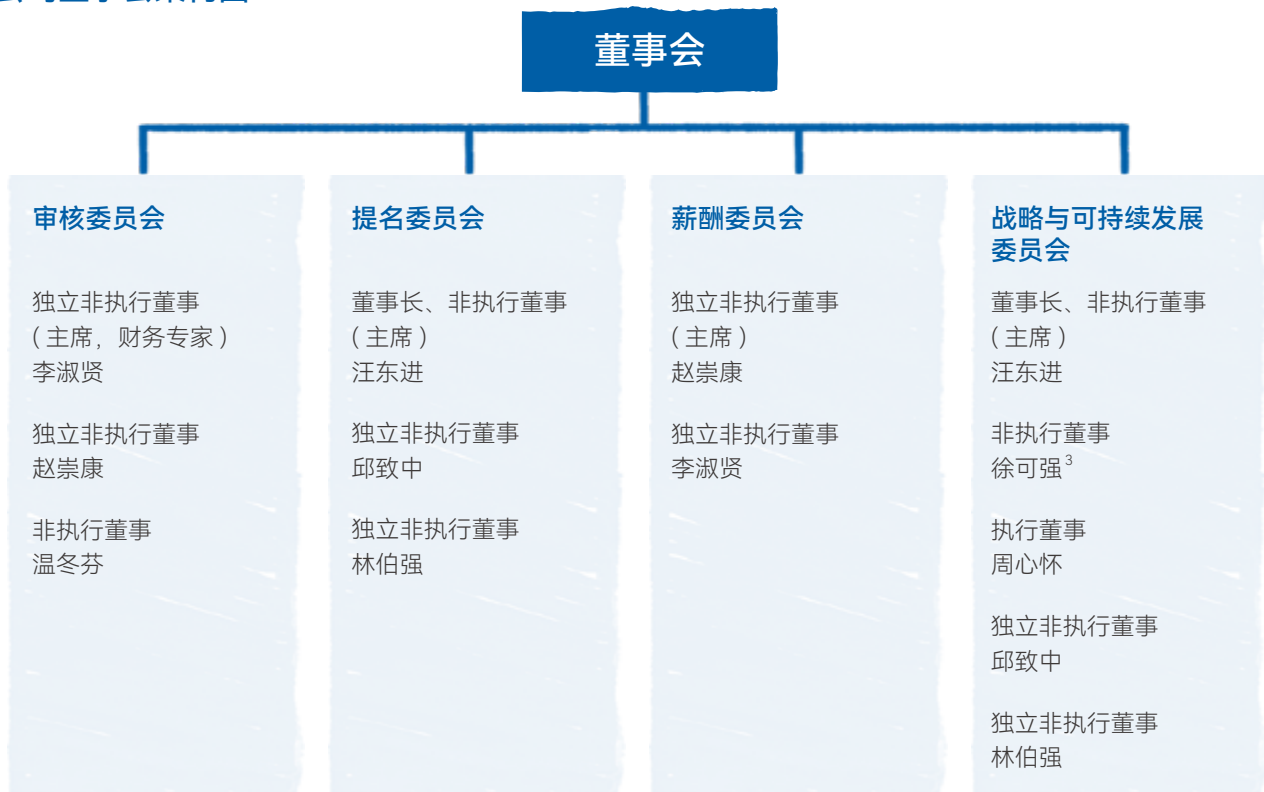 董事会
审核委员会
独立非执行董事
(主席，财务专家)
李淑贤
独立非执行董事
赵崇康
非执行董事
温冬芬
提名委员会
董事长、非执行董事
(主席)
汪东进
独立非执行董事
邱致中
独立非执行董事
林伯强
薪酬委员会
独立非执行董事
(主席)
赵崇康
独立非执行董事
李淑贤
战略与可持续发展
委员会
董事长、非执行董事
(主席)
汪东进
非执行董事
徐可强3
执行董事
周心怀
独立非执行董事
邱致中
独立非执行董事
林伯强